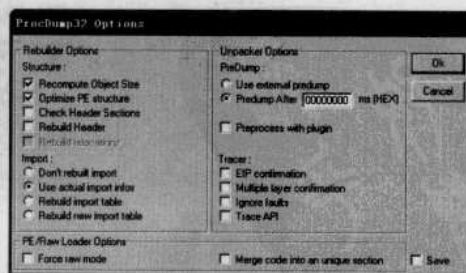 ProcDump32 Options
Rebuilder Options
Structure :
Recompute Object Size
Optimize PE structure
Check Header Sections
Rebuild Header
Rebuild relocations
Import :
Don't rebuilt import
Use actual import infos
Rebuild import table
Rebuild new import table
Unpacker Options
PreDump :
Use external predump
Predump After 00000000 ms (HEX)
Preprocess with plugin
Tracer :
EIP confirmation
Multiple layer confirmation
Ignore faults
Trace API
Ok
Cancel
PE/Raw Loader Options
Force raw mode
Merge code into an unique section
Save